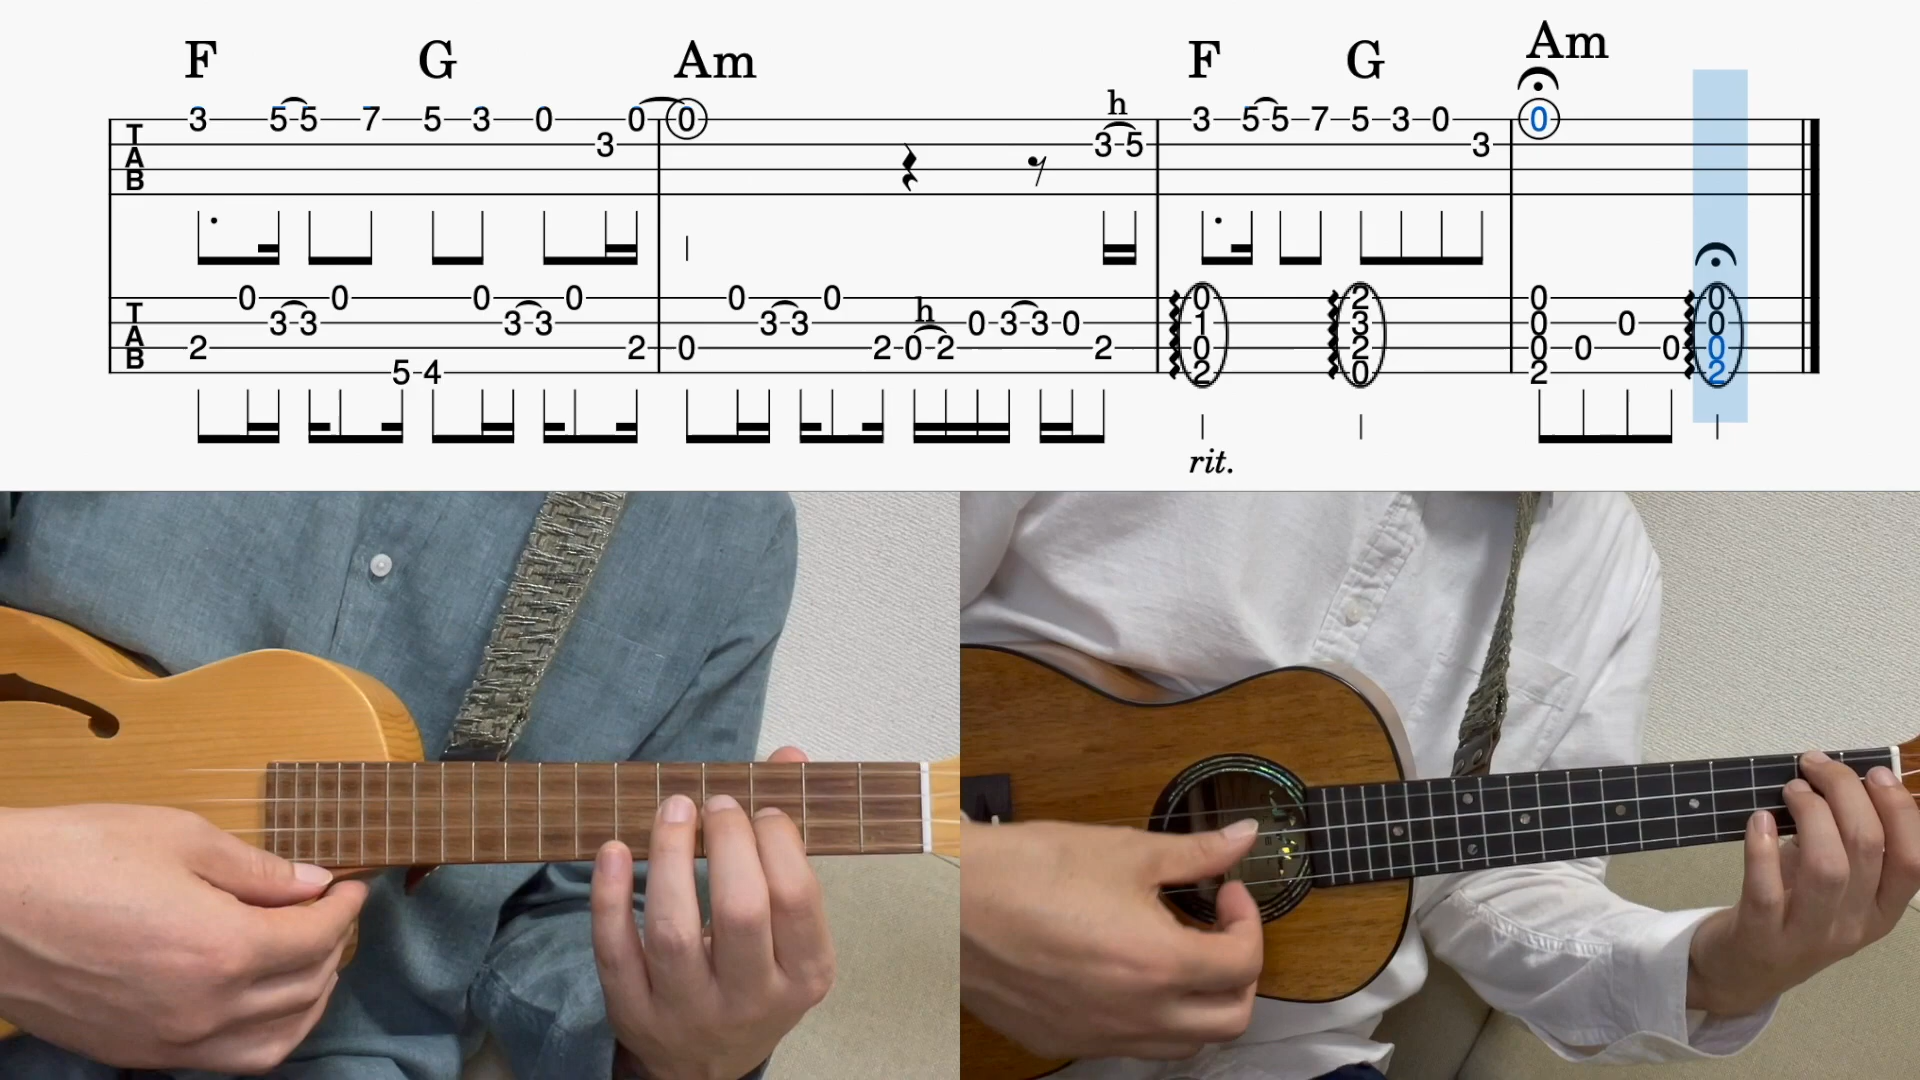 F G Am F G Am
h
T 3 5 5 7 5 3 0 0 0 3 5 5 7 5 3 0 0
A 3 3-5 3
B
0 0 0 0 0 0 0 2 0 0
h
T 3-3 3-3 3-3 0 3-3-0 1 3 0 0 0
A 2 2 0 2 0-2 2 0 2 0 0 0 0
B 5-4 2 0 2 2
rit.